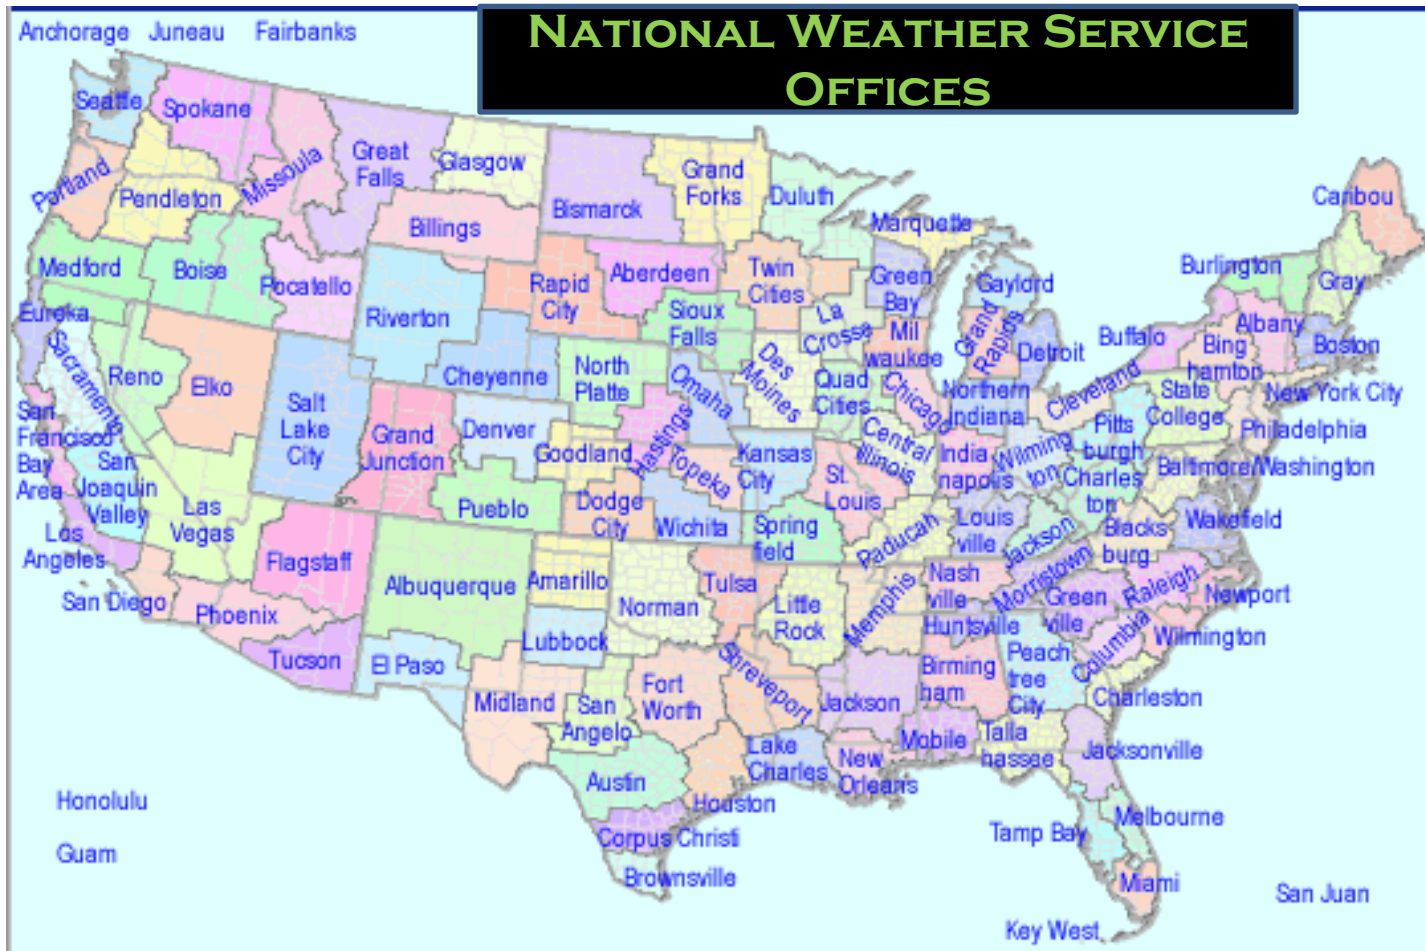 NATIONAL WEATHER SERVICE
OFFICES
Anchorage Juneau Fairbanks
Seattle
Spokane
Portland
Pendleton
Missoula
Great
Falls
Glasgow
Billings
Bismarck
Grand
Forks
Duluth
Marquette
Caribou
Medford
Boise
Pocatello
Riverton
Rapid
City
Aberdeen
Twin
Cities
Green
Bay
Gaylord
Burlington
Gray
Eureka
Sacramento
Reno
Elko
Salt
Lake
City
Cheyenne
North
Platte
Sioux
Falls
La
Crosse
Mil
waukee
Grand
Rapids
Detroit
Buffalo
Albany
Bing
hamton
Boston
San
Francisco
Bay
Area
San
Joaquin
Valley
Las
Vegas
Grand
Junction
Denver
Goodland
Hastings
Omaha
Des
Moines
Quad
Cities
Chicago
Northern
Indiana
Cleveland
State
College
New York City
Philadelphia
Los
Angeles
San Diego
Flagstaff
Pueblo
Dodge
City
Topeka
Wichita
Kansas
City
Spring
field
St.
Louis
Central
Illinois
India
napolis
Wilming
ton
Pitts
burgh
Charles
ton
Baltimore/Washington
Phoenix
Tucson
Albuquerque
El Paso
Amarillo
Lubbock
Norman
Tulsa
Little
Rock
Memphis
Paducah
Louis
ville
Jackson
Blacks
burg
Wakefield
Nash
ville
Morristown
Green
ville
Raleigh
Newport
Huntsville
Columbia
Wilmington
Midland
San
Angelo
Fort
Worth
Shreveport
Jackson
Birming
ham
Peach
tree
City
Charleston
Austin
Houston
Lake
Charles
New
Orleans
Mobile
Talla
hassee
Jacksonville
Corpus Christi
Brownsville
Tamp Bay
Melbourne
Miami
Key West
San Juan
Honolulu
Guam